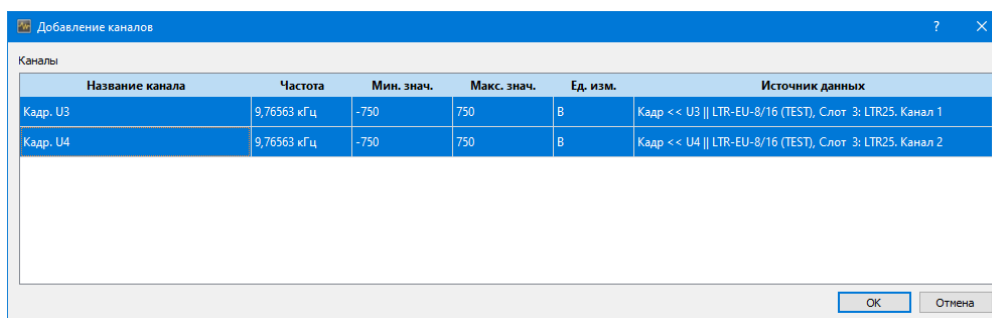 Добавление каналов
Каналы
Название канала Частота Мин. знач. Макс. знач. Ед. изм. Источник данных
Кадр. U3 9,76563 кГц -750 750 В Кадр << U3 || LTR-EU-8/16 (TEST), Слот 3: LTR25. Канал 1
Кадр. U4 9,76563 кГц -750 750 В Кадр << U4 || LTR-EU-8/16 (TEST), Слот 3: LTR25. Канал 2
OK Отмена